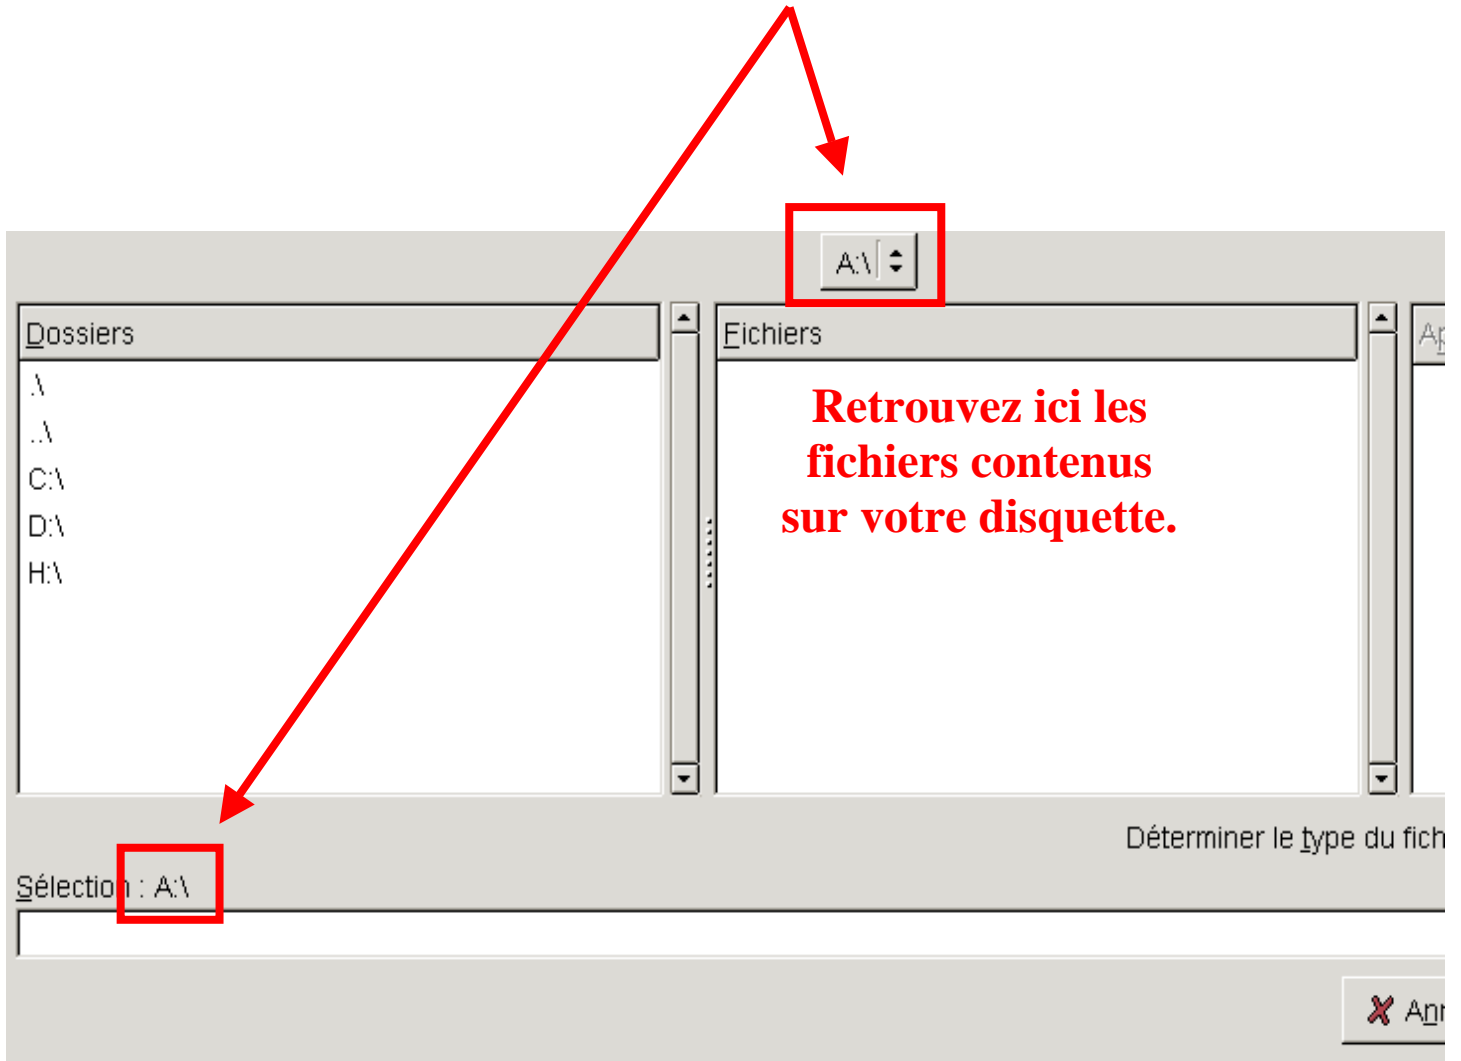 A:\
Dossiers
Fichiers
.\
..\
C:\
D:\
H:\
Retrouvez ici les
fichiers contenus
sur votre disquette.
Déterminer le type du fich
Sélection : A:\